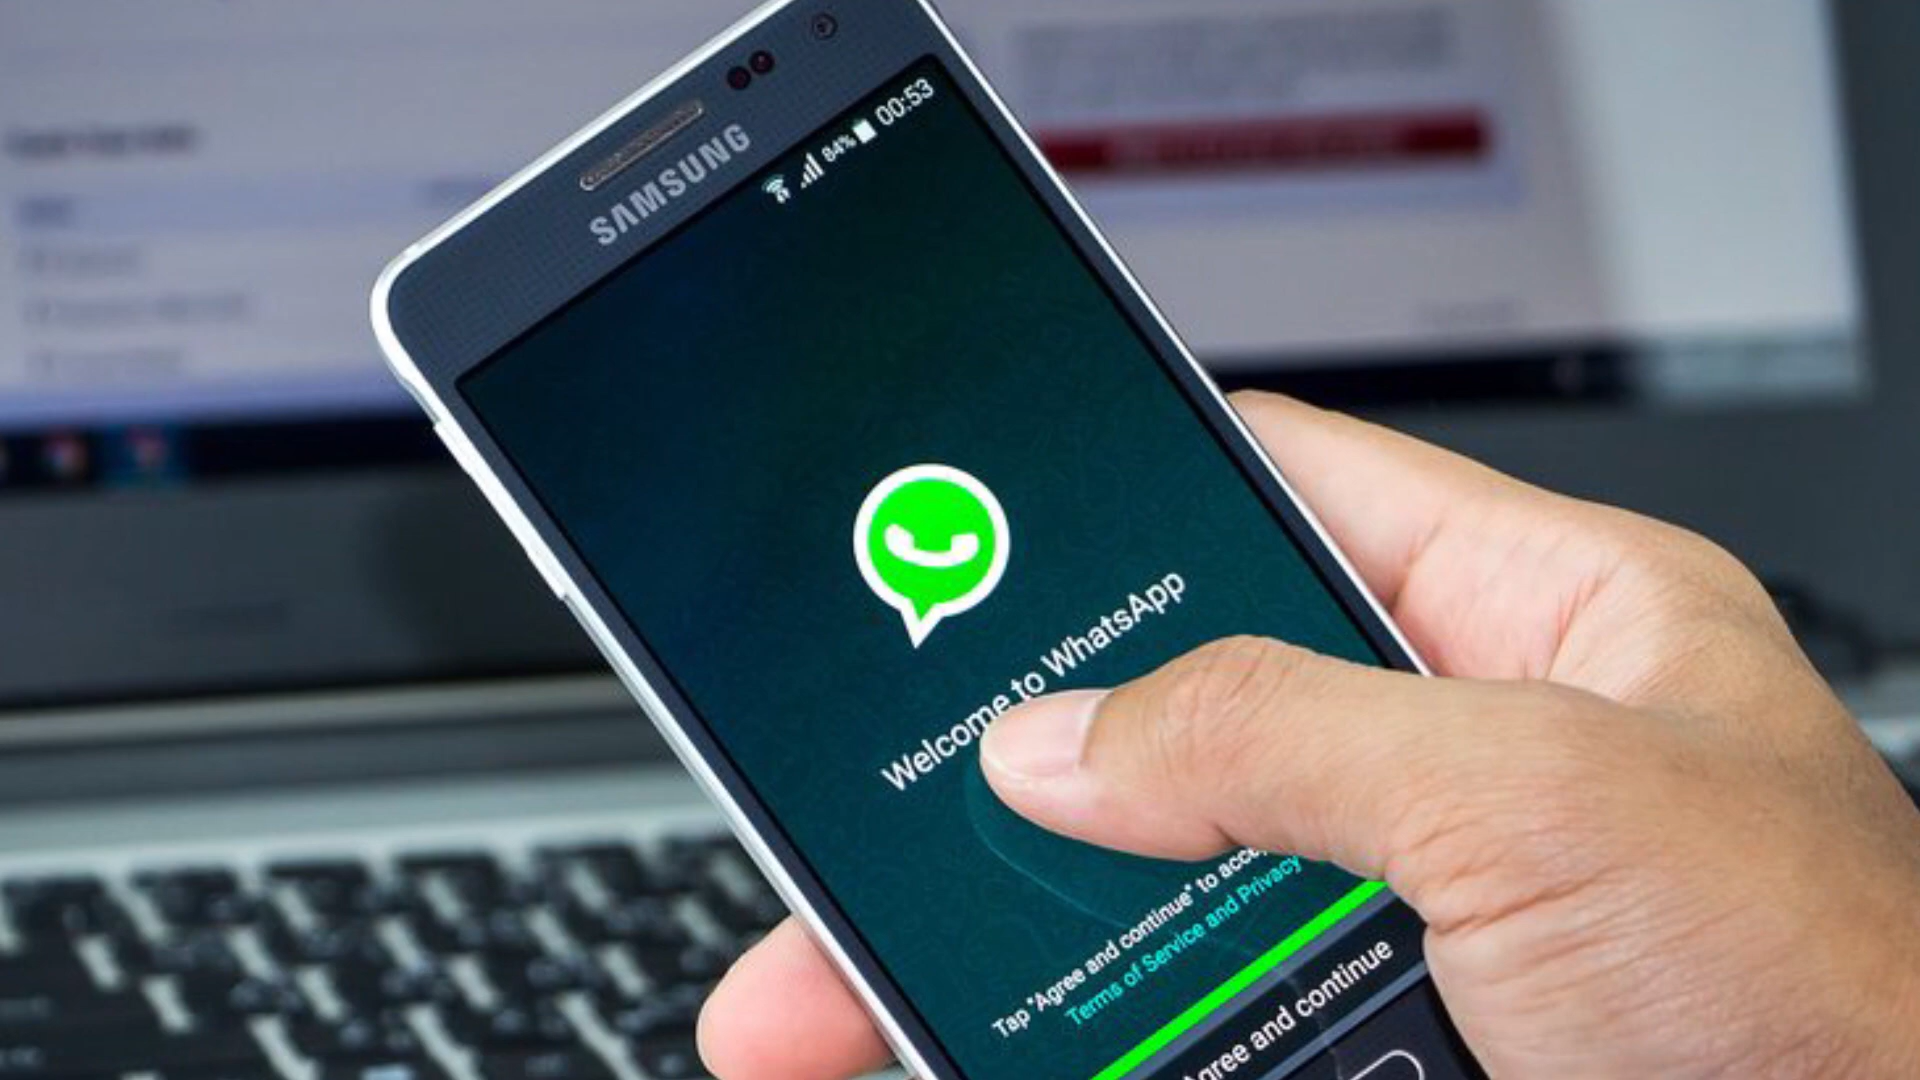 SAMSUNG
84% 00:53
Welcome to WhatsApp
Tap "Agree and continue" to
Terms of Service and Privacy
Agree and continue